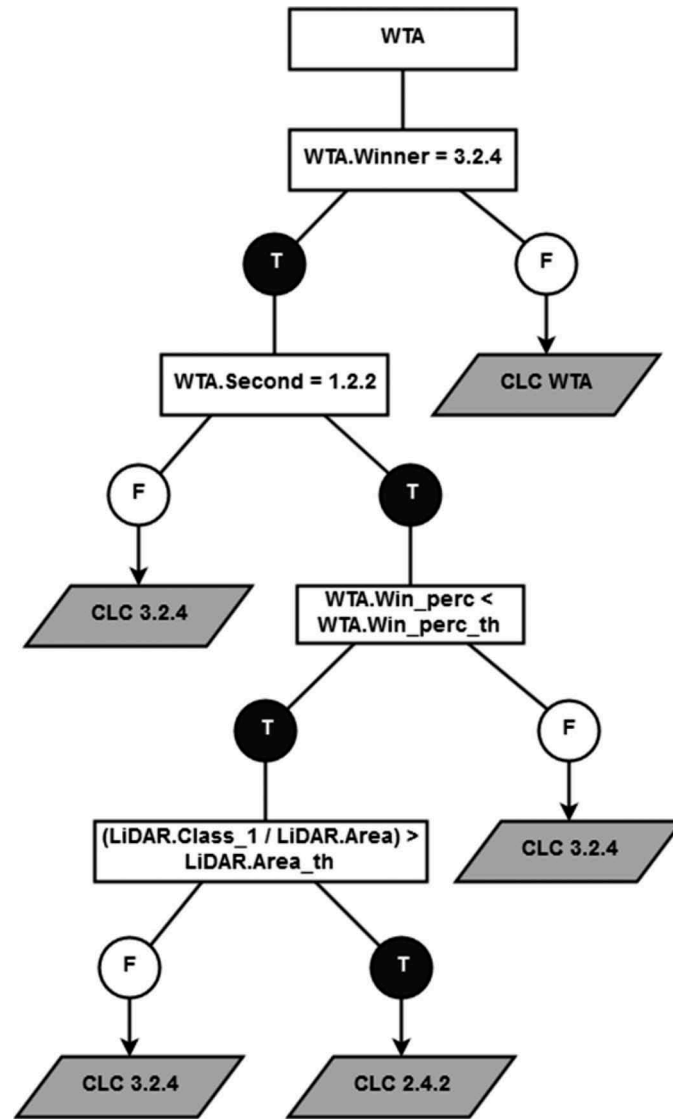 WTA
WTA.Winner = 3.2.4
T
F
WTA.Second = 1.2.2
CLC WTA
F
T
CLC 3.2.4
WTA.Win_perc <
WTA.Win_perc_th
T
F
(LiDAR.Class_1 / LiDAR.Area) >
LiDAR.Area_th
CLC 3.2.4
F
T
CLC 3.2.4
CLC 2.4.2